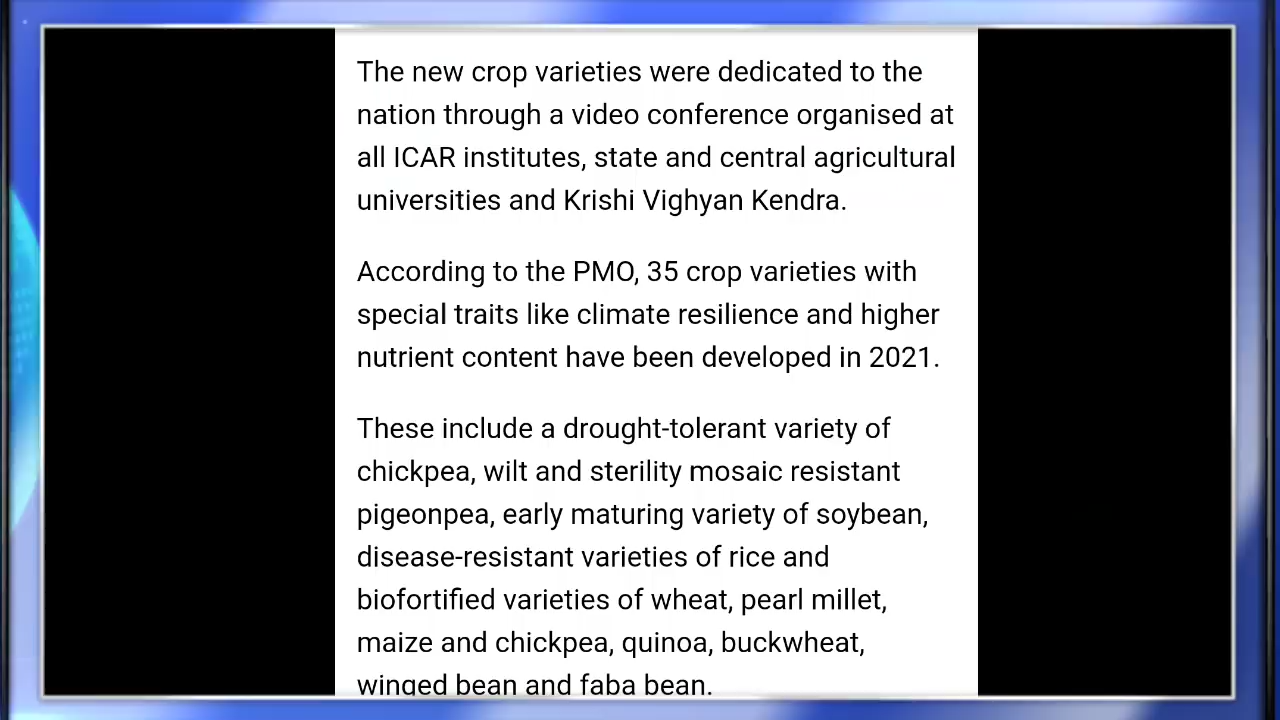 The new crop varieties were dedicated to the
nation through a video conference organised at
all ICAR institutes, state and central agricultural
universities and Krishi Vighyan Kendra.
According to the PMO, 35 crop varieties with
special traits like climate resilience and higher
nutrient content have been developed in 2021.
These include a drought-tolerant variety of
chickpea, wilt and sterility mosaic resistant
pigeonpea, early maturing variety of soybean,
disease-resistant varieties of rice and
biofortified varieties of wheat, pearl millet,
maize and chickpea, quinoa, buckwheat,
winged bean and faba bean.